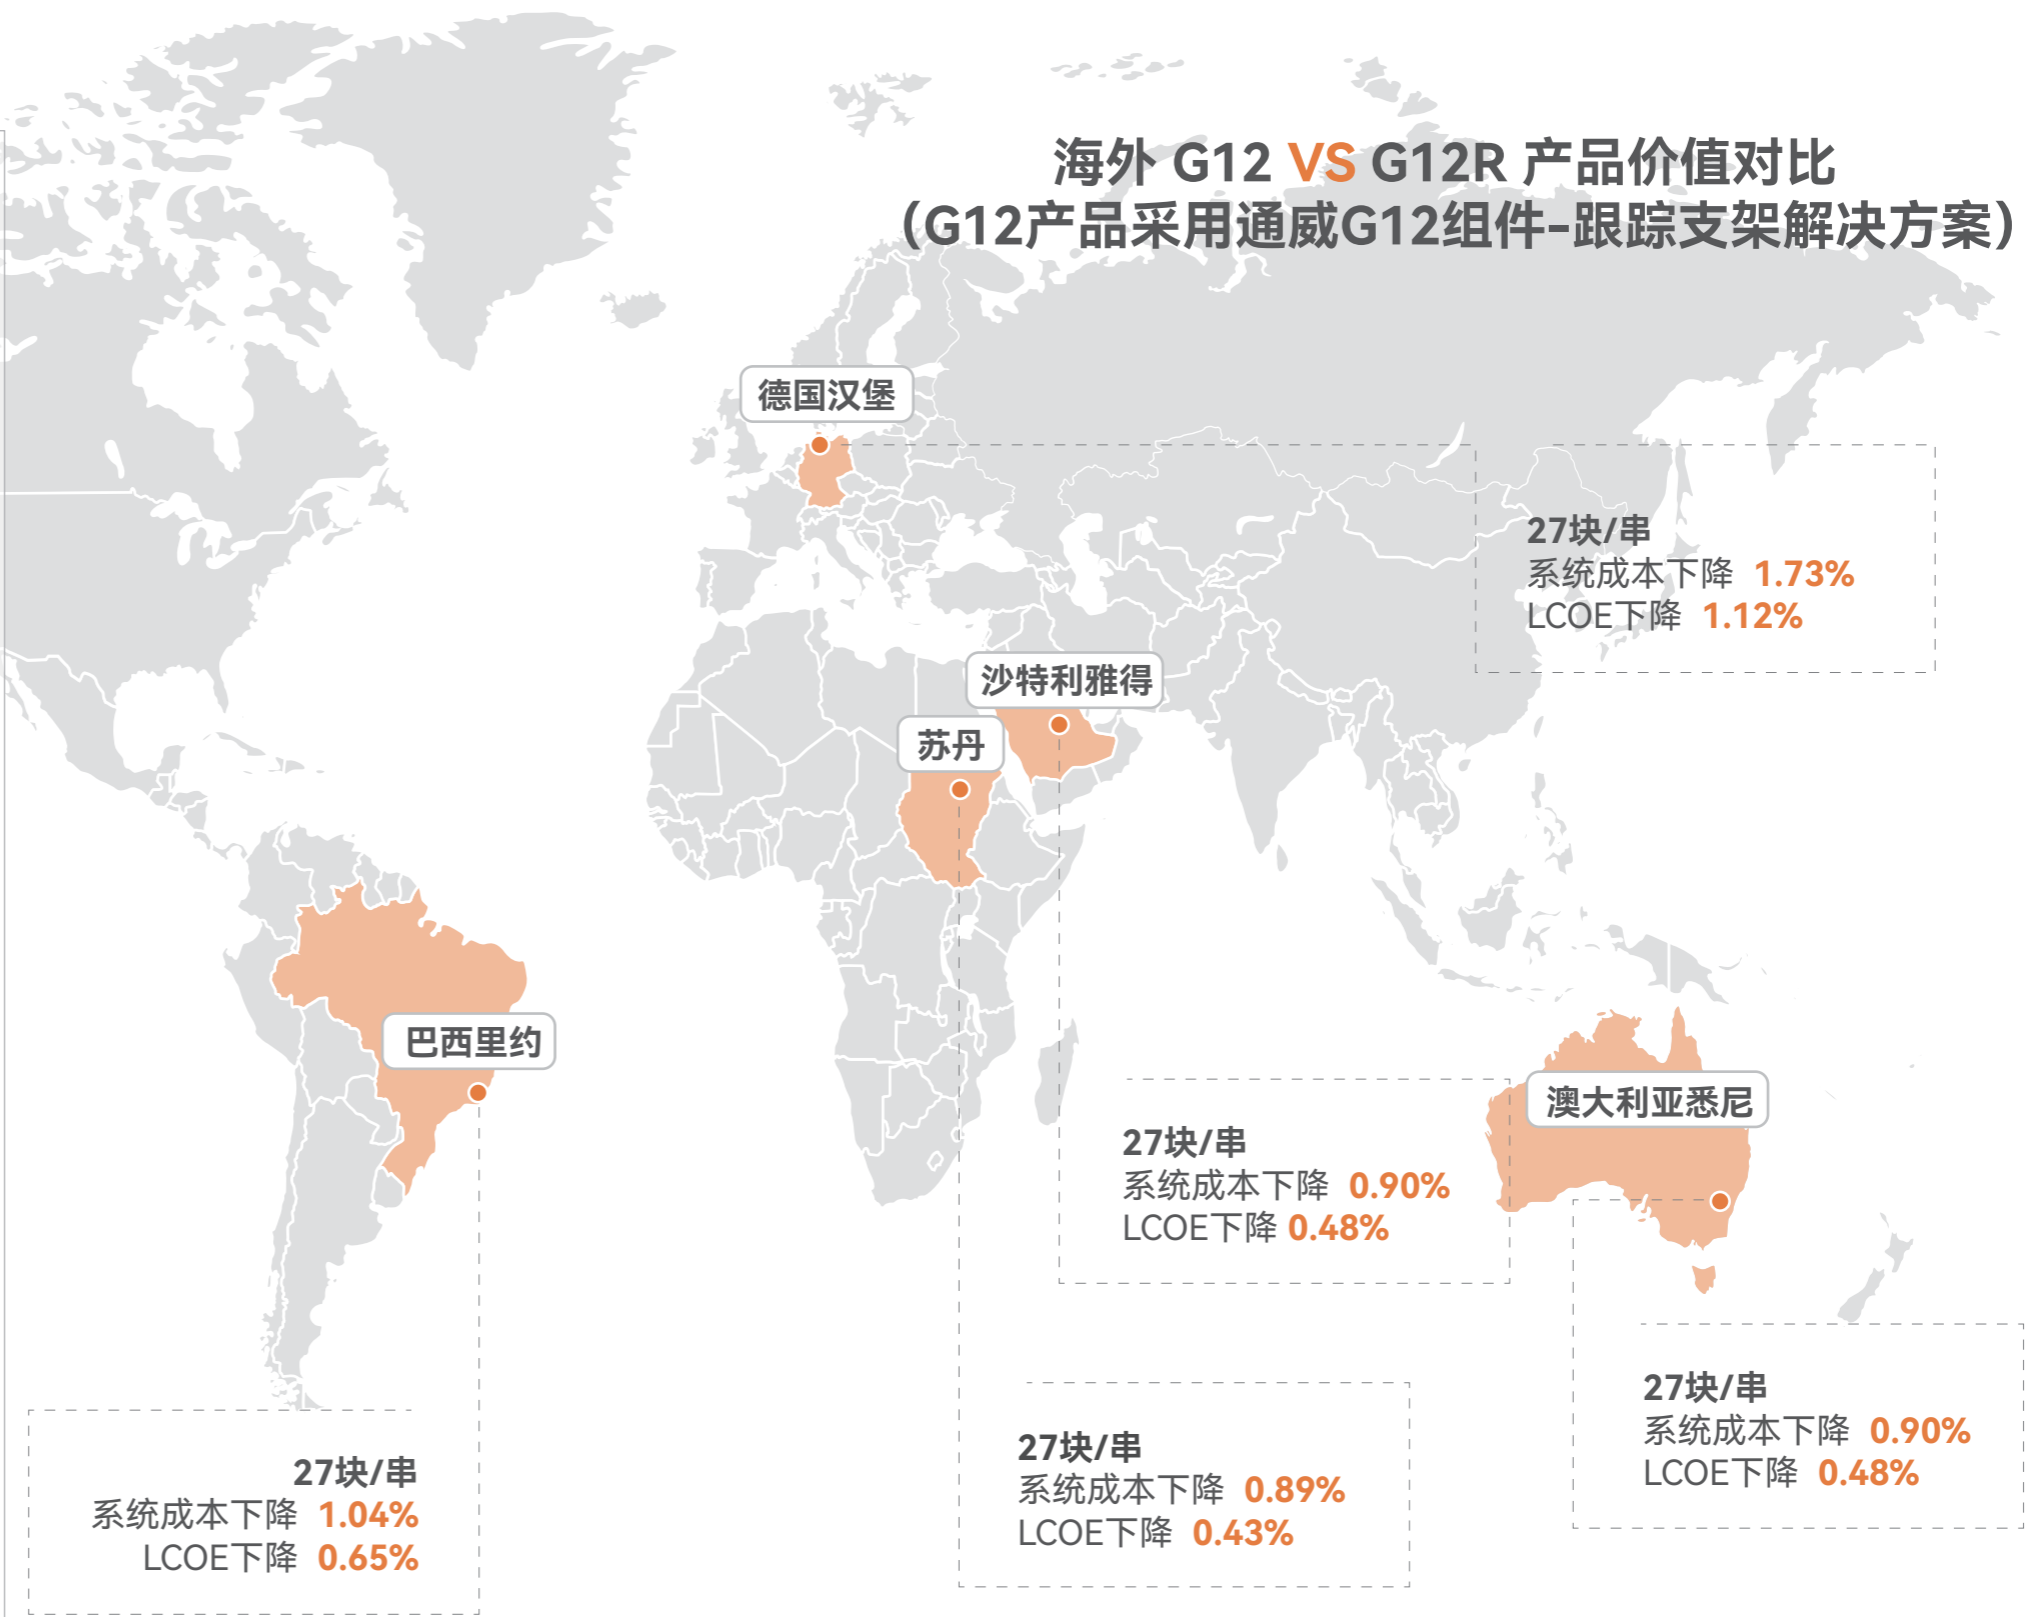 海外 G12 VS G12R 产品价值对比
（G12产品采用通威G12组件-跟踪支架解决方案）
德国汉堡
27块/串
系统成本下降 1.73%
LCOE下降 1.12%
沙特利雅得
苏丹
巴西里约
澳大利亚悉尼
27块/串
系统成本下降 0.90%
LCOE下降 0.48%
27块/串
系统成本下降 0.90%
LCOE下降 0.48%
27块/串
系统成本下降 0.89%
LCOE下降 0.43%
27块/串
系统成本下降 1.04%
LCOE下降 0.65%